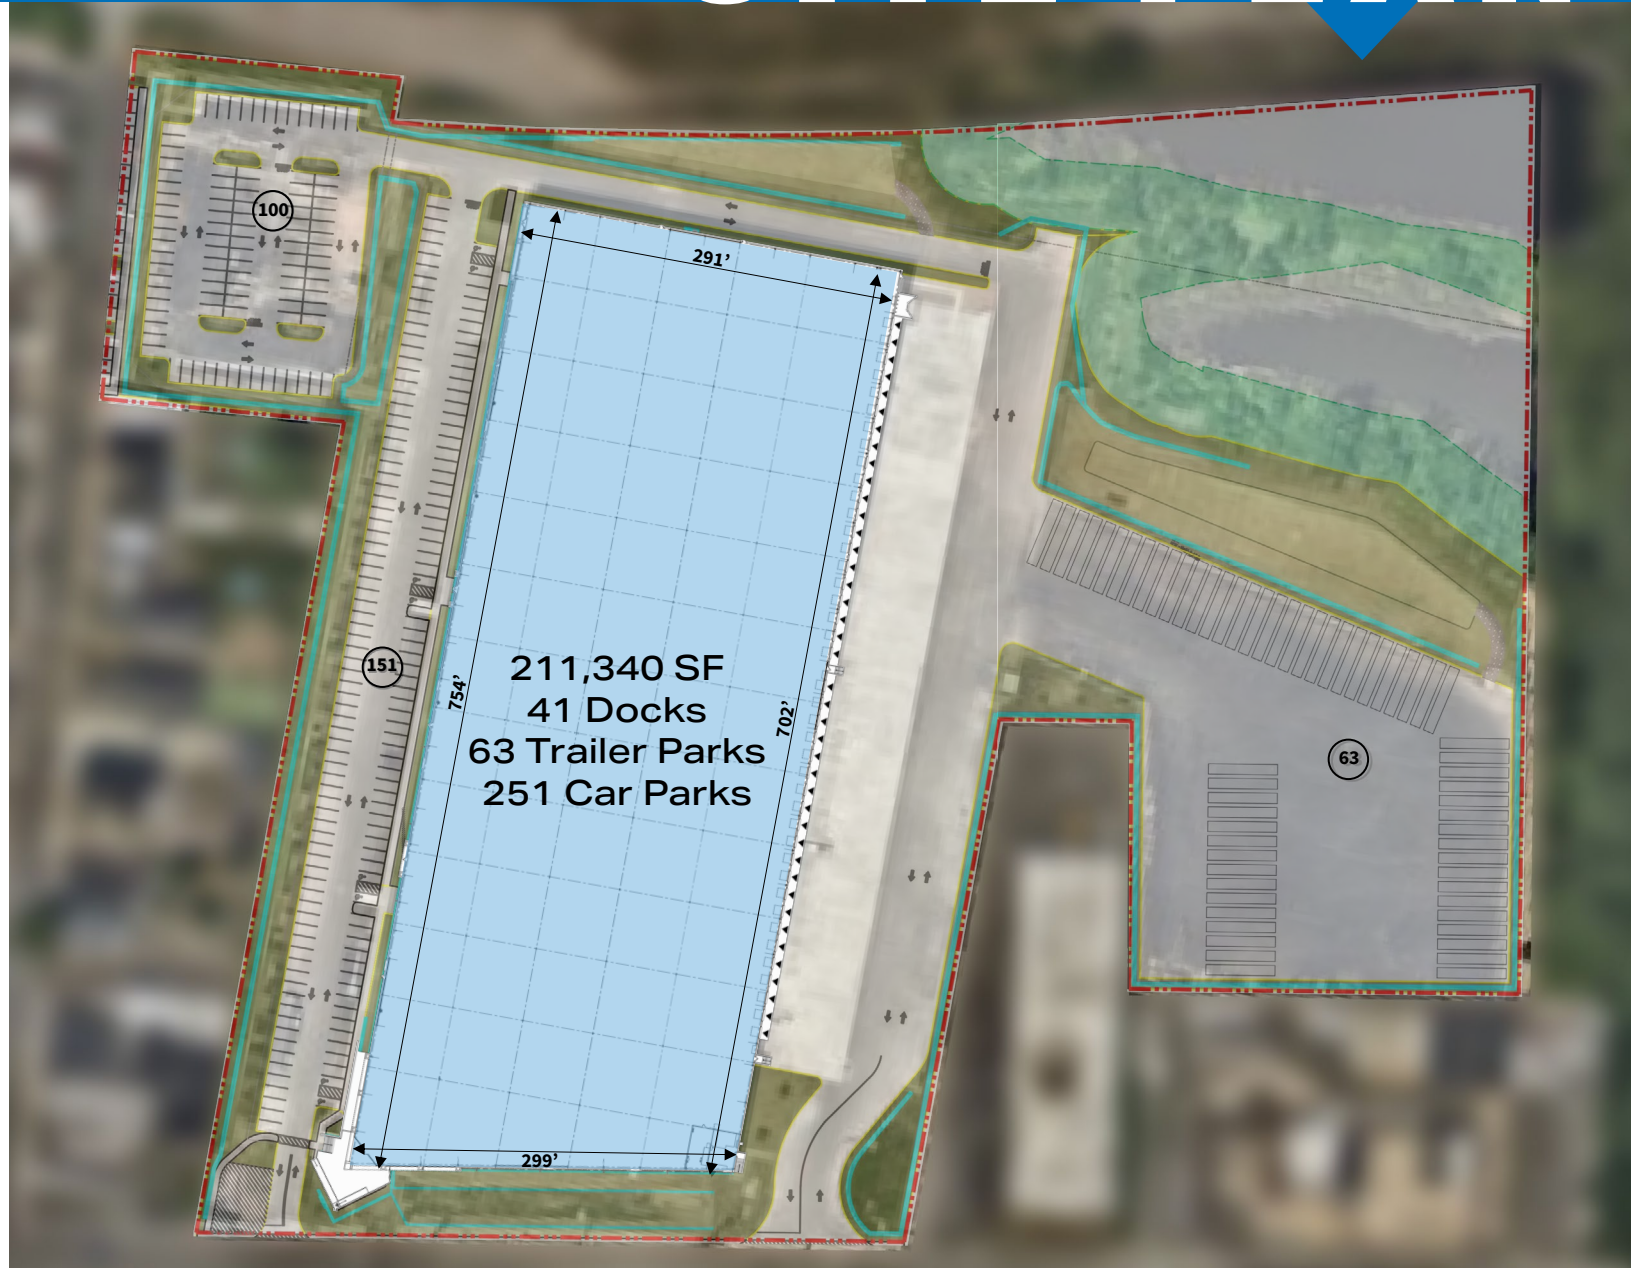 100
291’
151
754’
702’
211,340 SF
41 Docks
63 Trailer Parks
251 Car Parks
63
299’